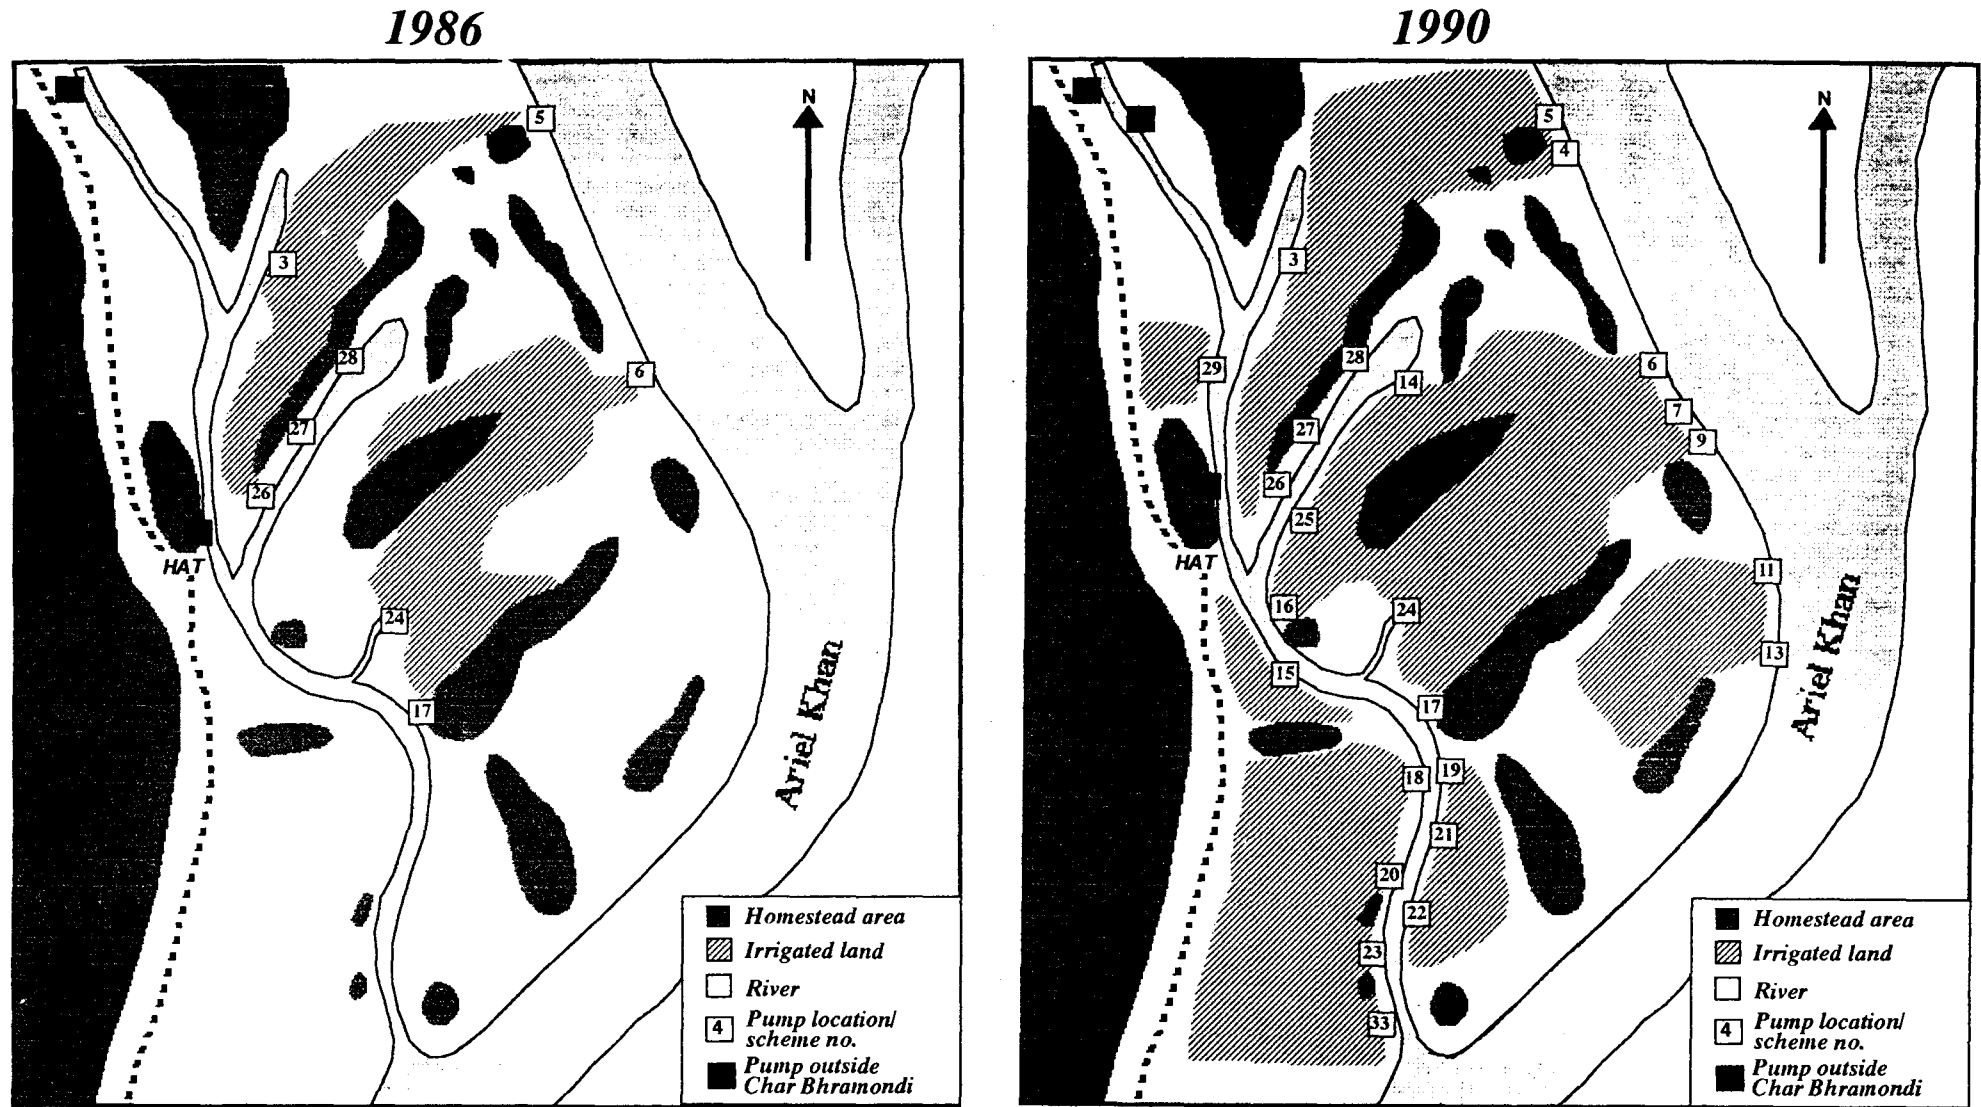 1986
N
5
3
28
6
27
26
HAT
24
17
Ariel Khan
Homestead area
Irrigated land
River
4
Pump location/
scheme no.
Pump outside
Char Bhramondi
1990
N
5
4
3
29
28
14
6
7
27
9
26
25
HAT
11
16
24
15
13
17
Ariel Khan
18
19
21
20
22
23
33
Homestead area
Irrigated land
River
4
Pump location/
scheme no.
Pump outside
Char Bhramondi